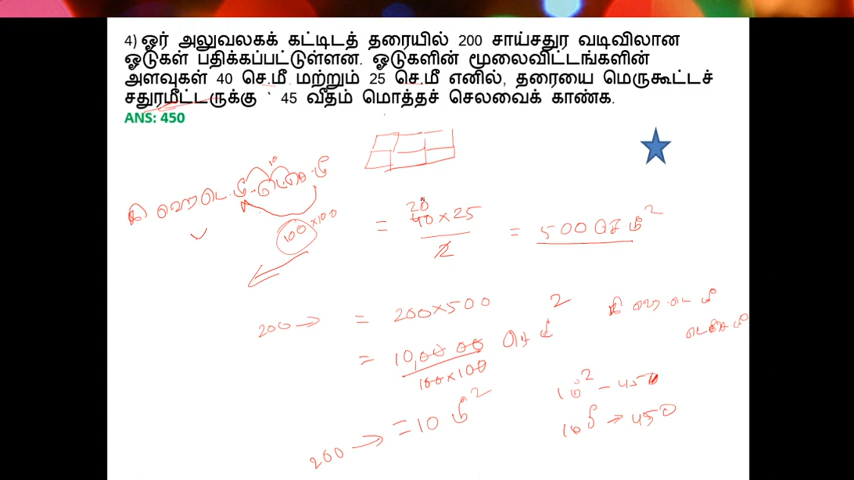 4) ஓர் அலுவலகக் கட்டிடத் தரையில் 200 சாய்சதுர வடிவிலான
ஓடுகள் பதிக்கப்பட்டுள்ளன. ஓடுகளின் மூலைவிட்டங்களின்
அளவுகள் 40 செ.மீ மற்றும் 25 செ.மீ எனில், தரையை மெருகூட்டச்
சதுரமீட்டருக்கு ` 45 வீதம் மொத்தச் செலவைக் காண்க.
ANS: 450
கி ஹெ டெ மீ டெ செ மி
10
100 × 100
20
= 40 × 25 / 2 = 500 செமீ²
200 → = 200 × 500
= 10,00 00 / 100 × 100 செமீ²
200 → = 10 மீ²
கி ஹெ டெ மீ
டெ செ மி
1 மீ² - 45
10 மீ → 450